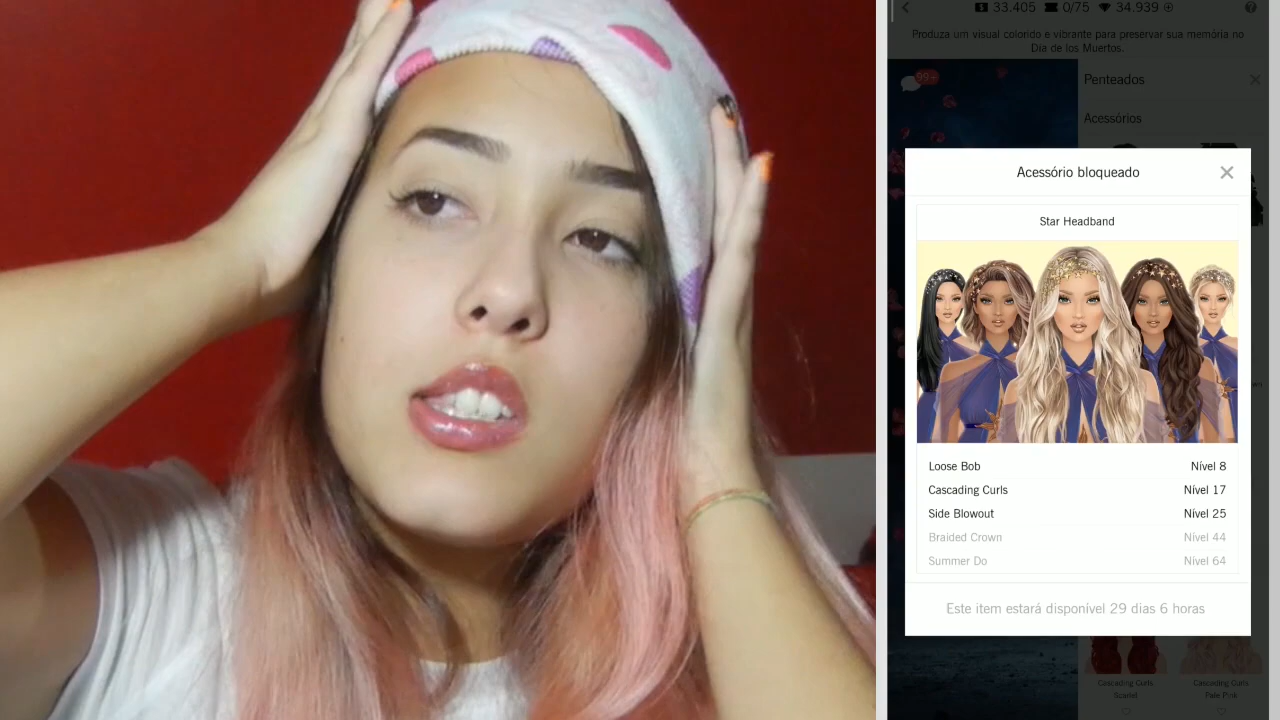 33.405 0/75 34.939
Produza um visual colorido e vibrante para preservar sua memória no
Día de los Muertos.
99+
Penteados
Acessórios
Acessório bloqueado
Star Headband
Loose Bob Nível 8
Cascading Curls Nível 17
Side Blowout Nível 25
Braided Crown Nível 44
Summer Do Nível 64
Este item estará disponível 29 dias 6 horas
Cascading Curls Cascading Curls
Scarlet Pale Pink